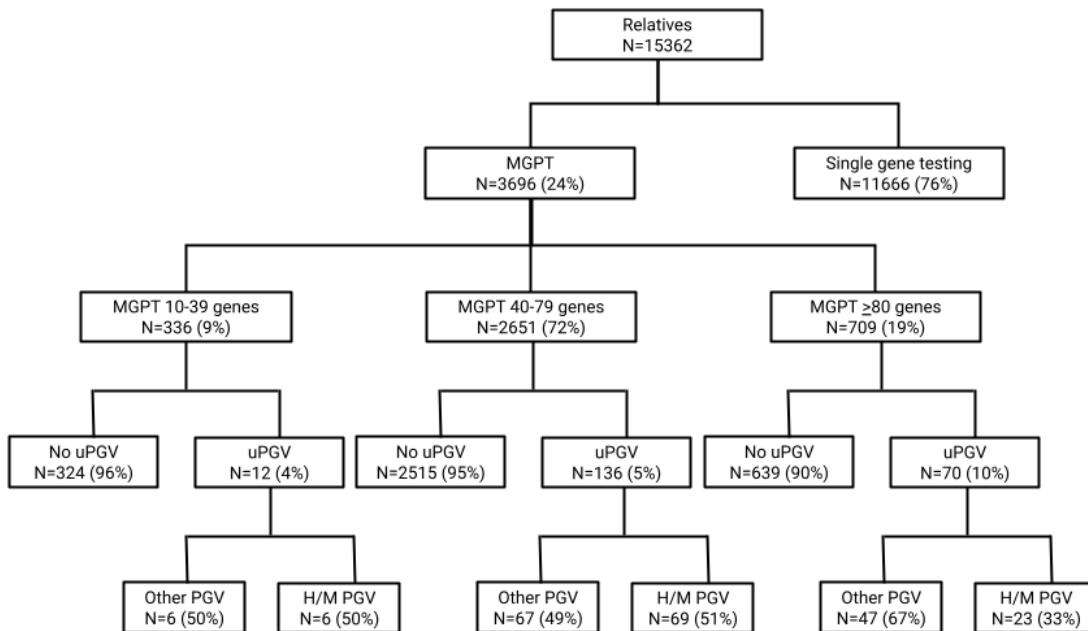 Relatives
N=15362
MGPT
N=3696 (24%)
Single gene testing
N=11666 (76%)
MGPT 10-39 genes
N=336 (9%)
MGPT 40-79 genes
N=2651 (72%)
MGPT ≥80 genes
N=709 (19%)
No uPGV
N=324 (96%)
uPGV
N=12 (4%)
No uPGV
N=2515 (95%)
uPGV
N=136 (5%)
No uPGV
N=639 (90%)
uPGV
N=70 (10%)
Other PGV
N=6 (50%)
H/M PGV
N=6 (50%)
Other PGV
N=67 (49%)
H/M PGV
N=69 (51%)
Other PGV
N=47 (67%)
H/M PGV
N=23 (33%)